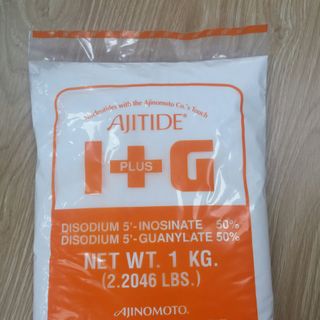 Nucleotides with the Ajinomoto Co.'s Touch
AJITIDE®
I+G
PLUS
DISODIUM 5'-INOSINATE 50%
DISODIUM 5'-GUANYLATE 50%
NET WT. 1 KG.
(2.2046 LBS.)
AJINOMOTO®